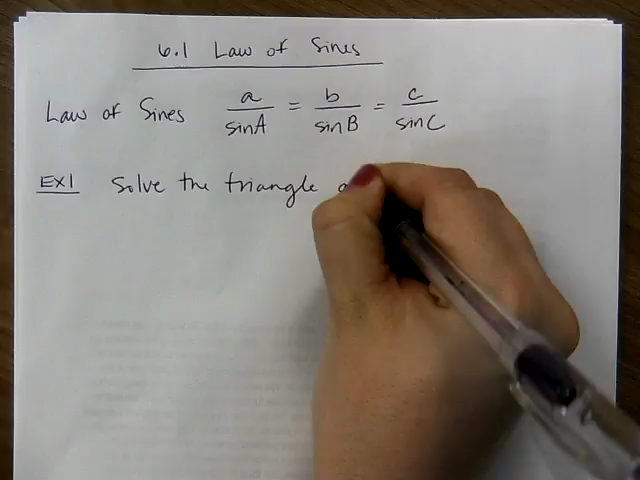 6.1 Law of Sines
Law of Sines a/sinA = b/sinB = c/sinC
EX1 Solve the triangle